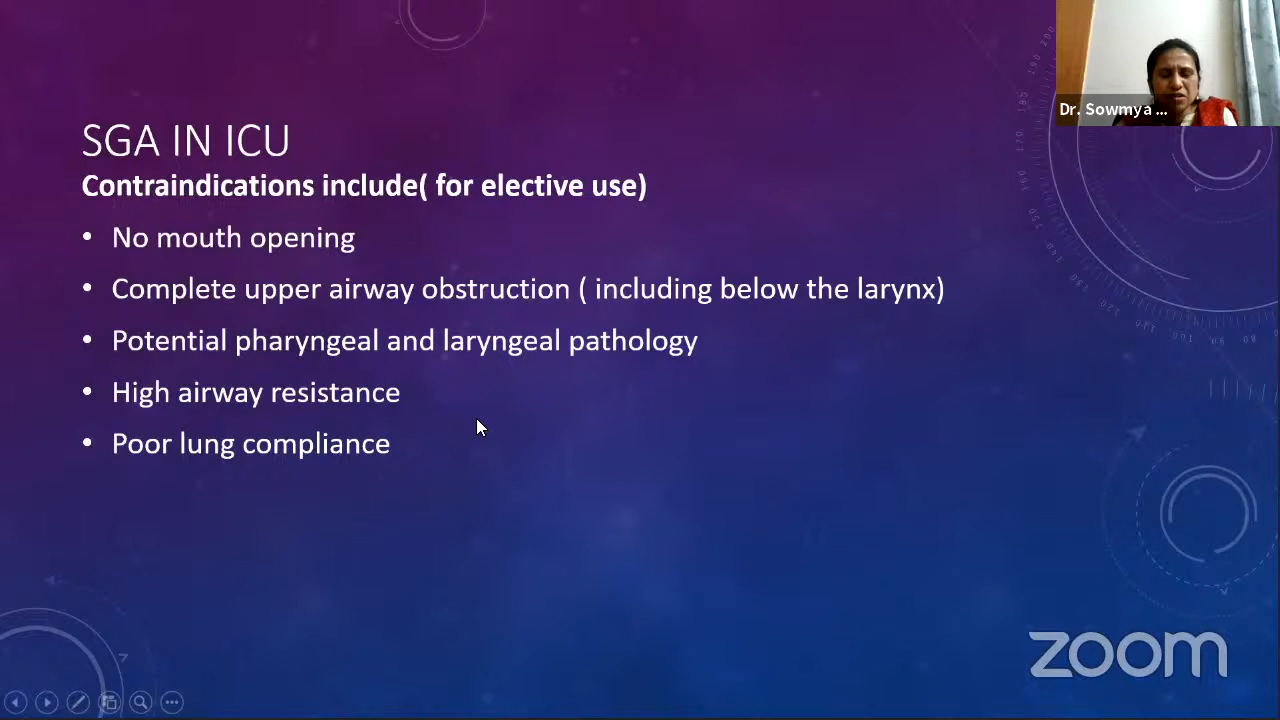 Dr. Sowmya ...
SGA IN ICU
Contraindications include( for elective use)
• No mouth opening
• Complete upper airway obstruction ( including below the larynx)
• Potential pharyngeal and laryngeal pathology
• High airway resistance
• Poor lung compliance
zoom